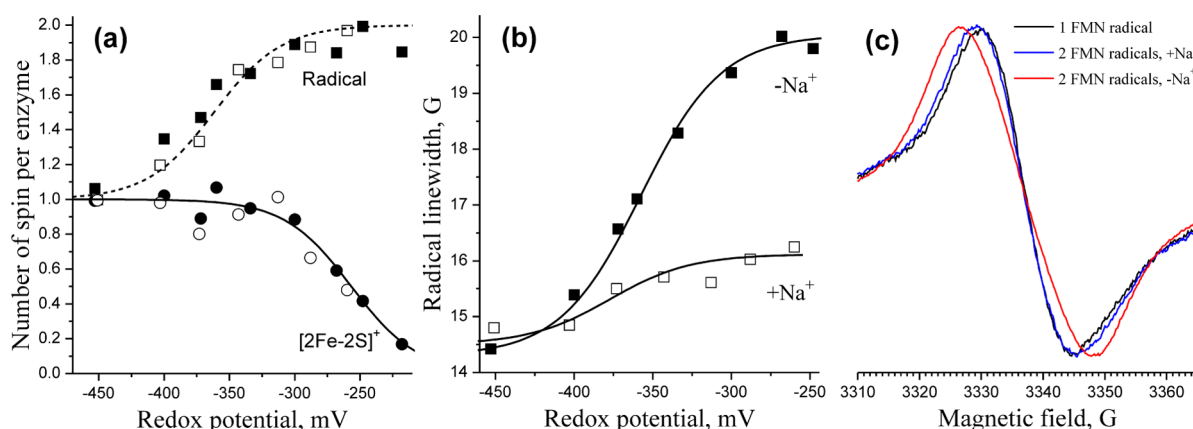 (a)
Number of spin per enzyme
2.0
1.8
1.6
1.4
1.2
1.0
0.8
0.6
0.4
0.2
0.0
Radical
[2Fe-2S]+
-450 -400 -350 -300 -250
Redox potential, mV
(b)
Radical linewidth, G
20
19
18
17
16
15
14
-Na+
+Na+
-450 -400 -350 -300 -250
Redox potential, mV
(c)
1 FMN radical
2 FMN radicals, +Na
2 FMN radicals, -Na+
3310 3320 3330 3340 3350 3360
Magnetic field, G